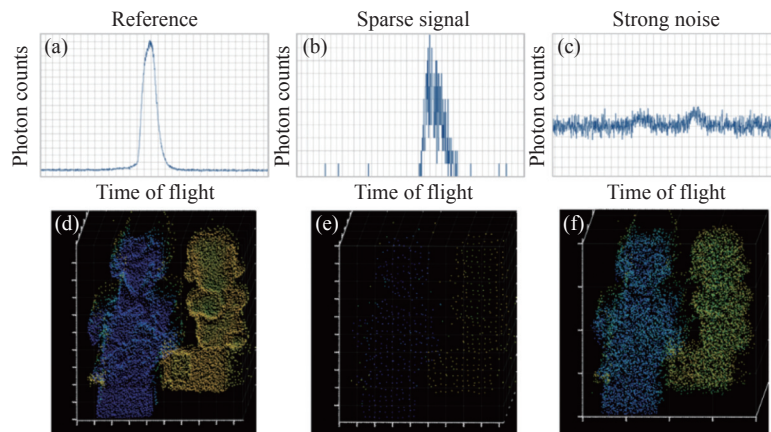 Reference
Sparse signal
Strong noise
(a)
(b)
(c)
Photon counts
Photon counts
Photon counts
Time of flight
Time of flight
Time of flight
(d)
(e)
(f)